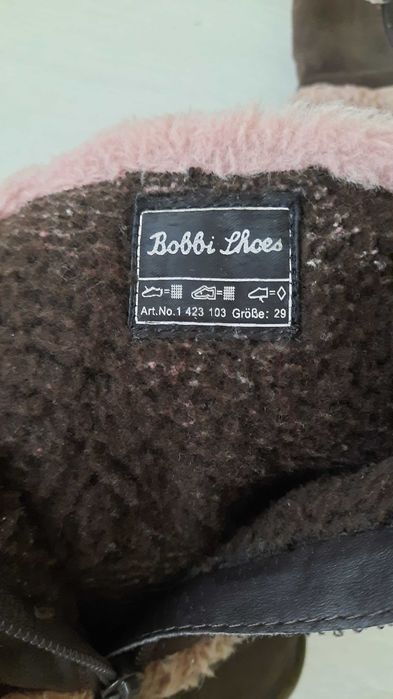 Bobbi Shoes
= = =
Art.No.1 423 103 Größe: 29